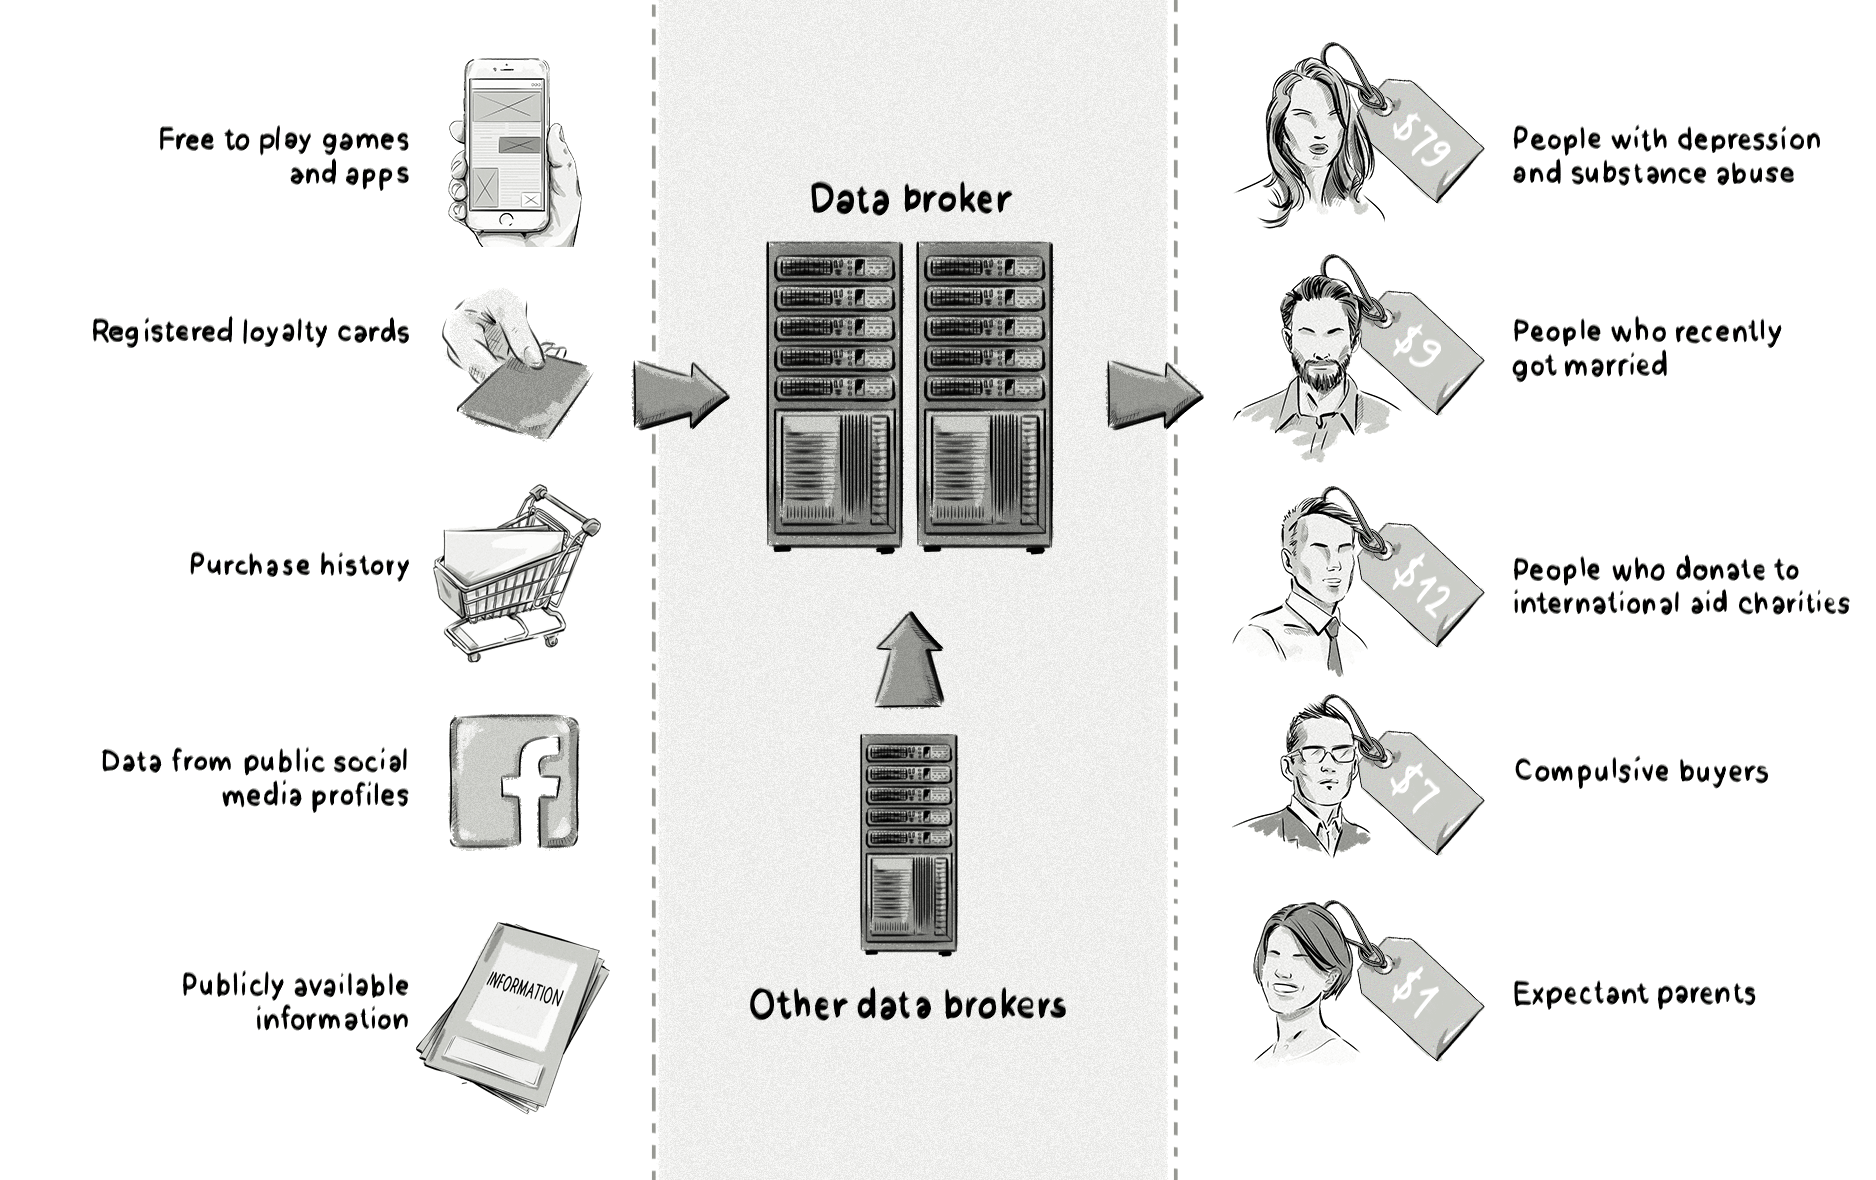 Free to play games
and apps
Registered loyalty cards
Purchase history
Data from public social
media profiles
Publicly available
information
INFORMATION
Data broker
Other data brokers
$79
People with depression
and substance abuse
$9
People who recently
got married
$12
People who donate to
international aid charities
$7
Compulsive buyers
$1
Expectant parents